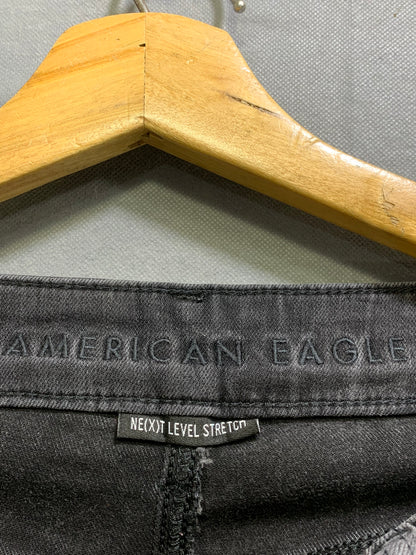 AMERICAN EAGLE
NE(X)T LEVEL STRETCH